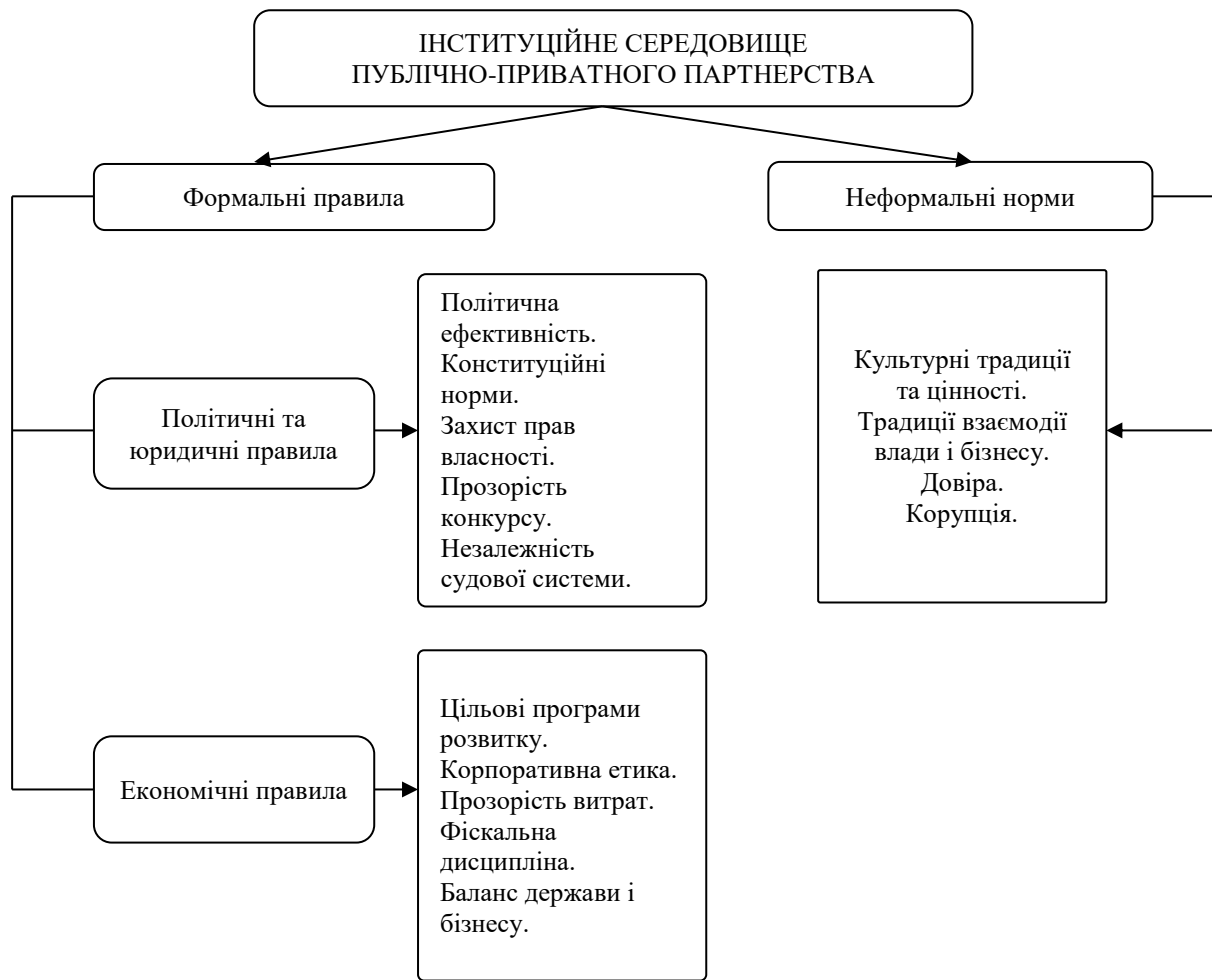 ІНСТИТУЦІЙНЕ СЕРЕДОВИЩЕ
ПУБЛІЧНО-ПРИВАТНОГО ПАРТНЕРСТВА
Формальні правила
Неформальні норми
Політичні та
юридичні правила
Політична
ефективність.
Конституційні
норми.
Захист прав
власності.
Прозорість
конкурсу.
Незалежність
судової системи.
Культурні традиції
та цінності.
Традиції взаємодії
влади і бізнесу.
Довіра.
Корупція.
Економічні правила
Цільові програми
розвитку.
Корпоративна етика.
Прозорість витрат.
Фіскальна
дисципліна.
Баланс держави і
бізнесу.